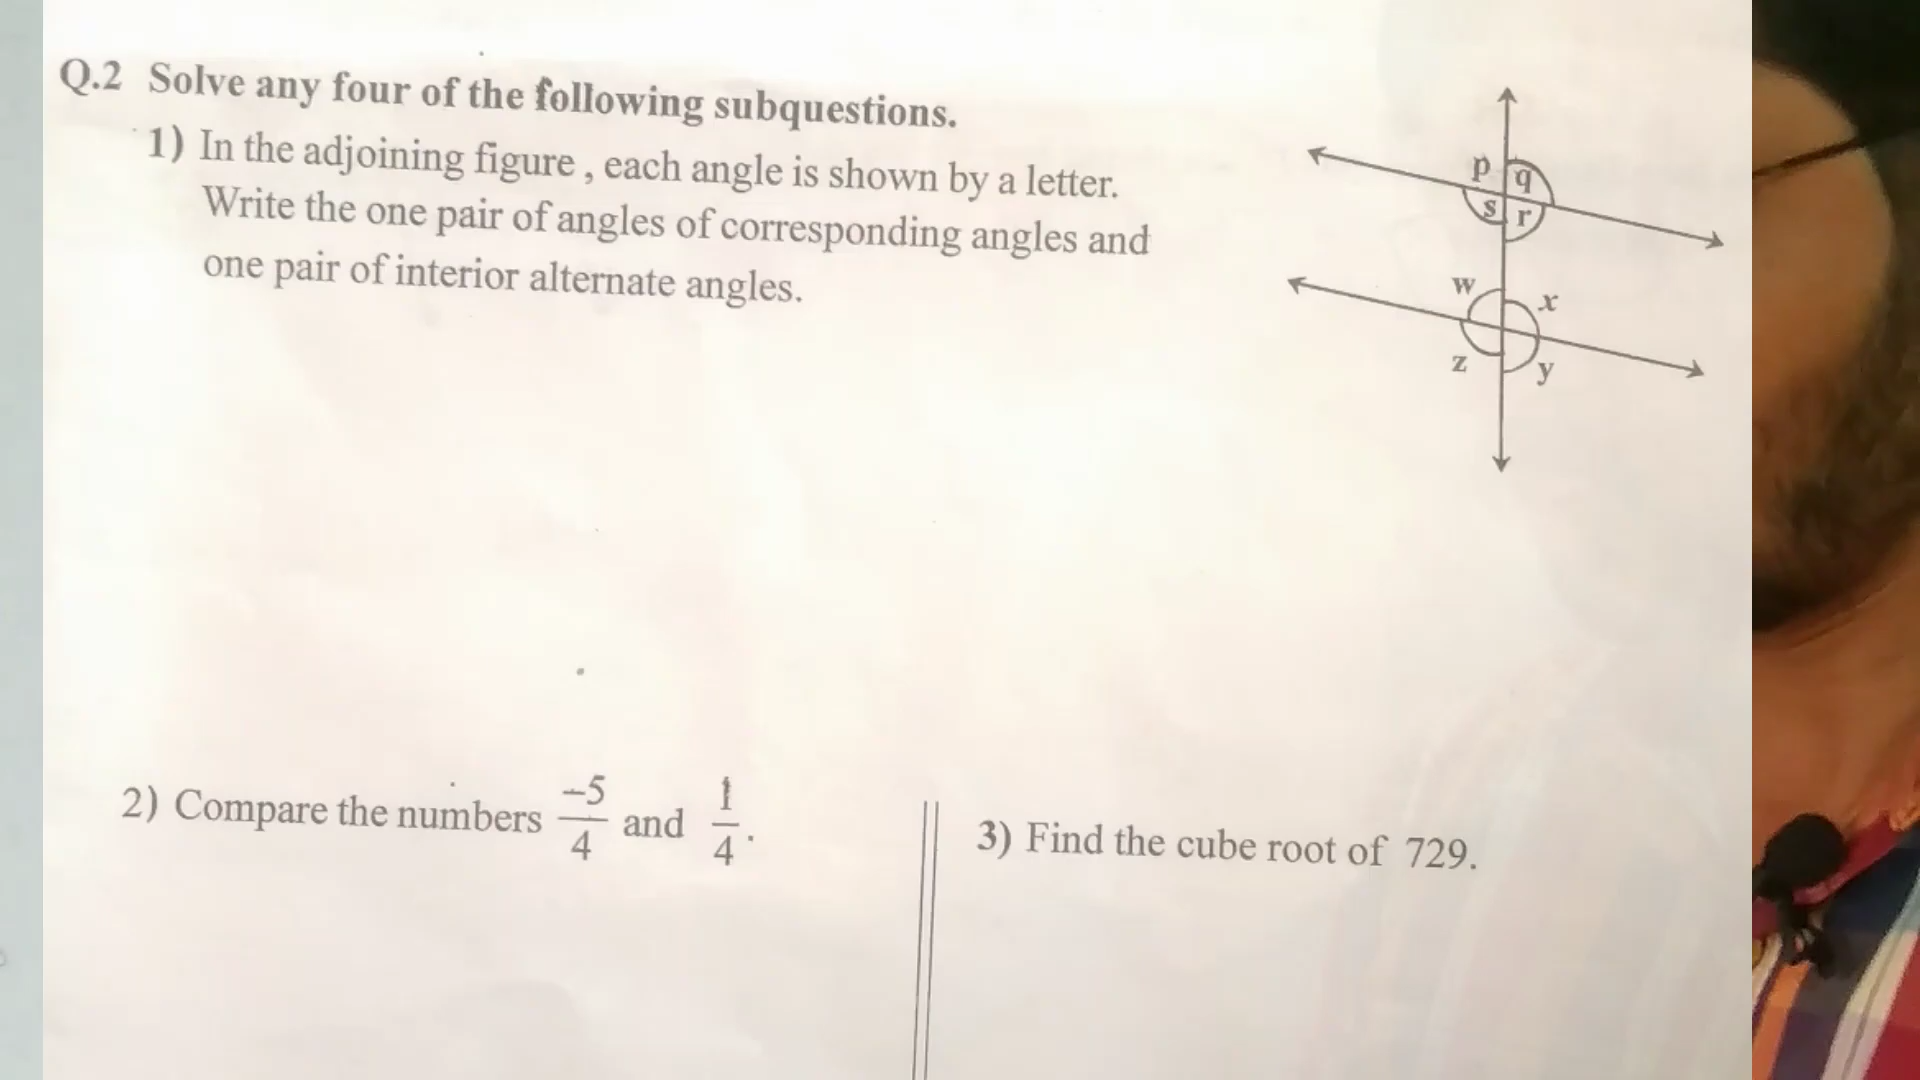 Q.2 Solve any four of the following subquestions.
1) In the adjoining figure , each angle is shown by a letter.
Write the one pair of angles of corresponding angles and
one pair of interior alternate angles.
p q
s r
w x
z y
2) Compare the numbers -5/4 and 1/4.
3) Find the cube root of 729.